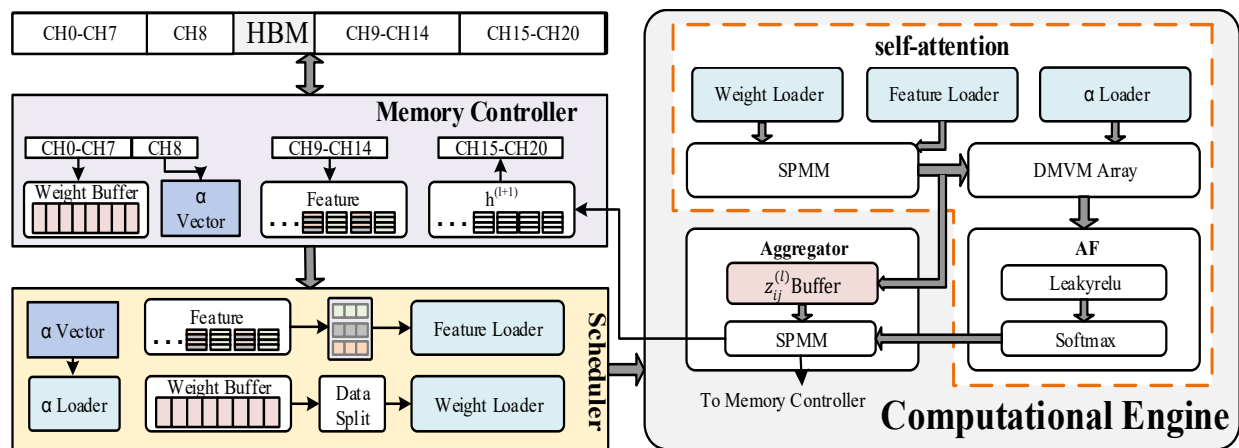 CH0-CH7 CH8 HBM CH9-CH14 CH15-CH20
Memory Controller
CH0-CH7 CH8 CH9-CH14 CH15-CH20
Weight Buffer
α
Vector
Feature
...
h^(l+1)
...
Scheduler
α Vector
Feature
...
Feature Loader
α Loader
Weight Buffer
Data
Split
Weight Loader
self-attention
Weight Loader
Feature Loader
α Loader
SPMM
DMVM Array
Aggregator
z_ij^(l) Buffer
SPMM
AF
Leakyrelu
Softmax
To Memory Controller
Computational Engine